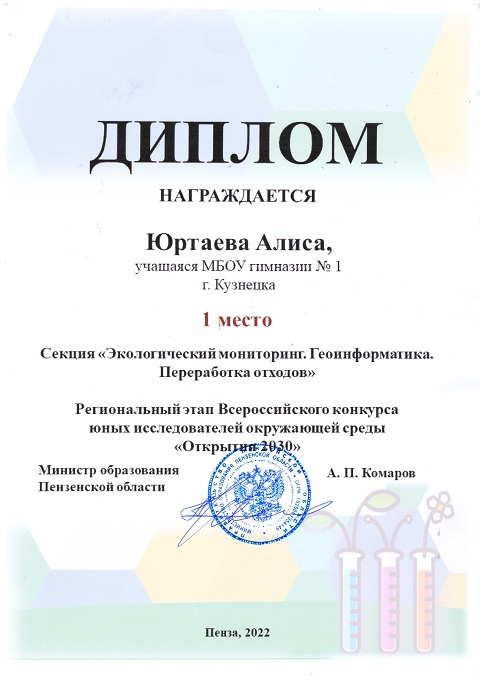 ДИПЛОМ
НАГРАЖДАЕТСЯ
Юртаева Алиса,
учащаяся МБОУ гимназии № 1
г. Кузнецка
1 место
Секция «Экологический мониторинг. Геоинформатика.
Переработка отходов»
Региональный этап Всероссийского конкурса
юных исследователей окружающей среды
«Открытия 2030»
Министр образования
Пензенской области
А. П. Комаров
Пенза, 2022